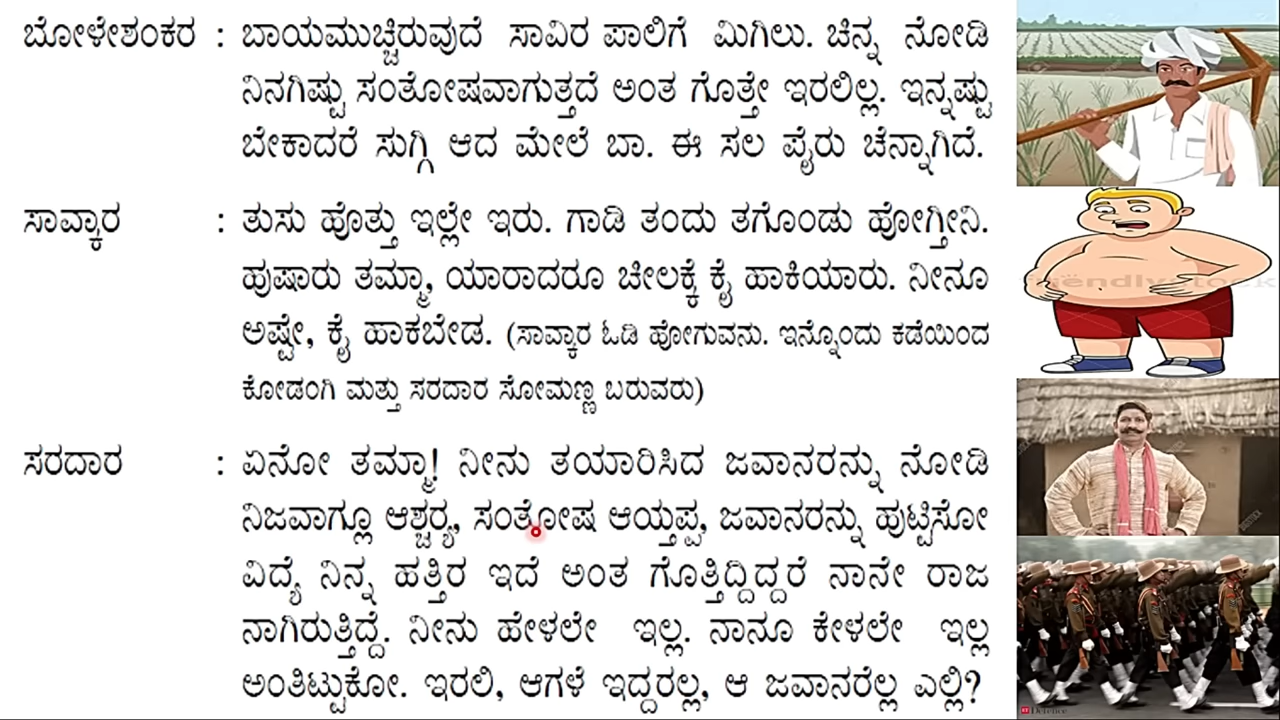 ಬೋಳೇಶಂಕರ : ಬಾಯಮುಚ್ಚಿರುವುದೆ ಸಾವಿರ ಪಾಲಿಗೆ ಮಿಗಿಲು. ಚಿನ್ನ ನೋಡಿ
ನಿನಗಿಷ್ಟು ಸಂತೋಷವಾಗುತ್ತದೆ ಅಂತ ಗೊತ್ತೇ ಇರಲಿಲ್ಲ. ಇನ್ನಷ್ಟು
ಬೇಕಾದರೆ ಸುಗ್ಗಿ ಆದ ಮೇಲೆ ಬಾ. ಈ ಸಲ ಪೈರು ಚೆನ್ನಾಗಿದೆ.
ಸಾವ್ಕಾರ : ತುಸು ಹೊತ್ತು ಇಲ್ಲೇ ಇರು. ಗಾಡಿ ತಂದು ತಗೊಂಡು ಹೋಗ್ತೀನಿ.
ಹುಷಾರು ತಮ್ಮಾ, ಯಾರಾದರೂ ಚೀಲಕ್ಕೆ ಕೈ ಹಾಕಿಯಾರು. ನೀನೂ
ಅಷ್ಟೇ, ಕೈ ಹಾಕಬೇಡ. (ಸಾವ್ಕಾರ ಓಡಿ ಹೋಗುವನು. ಇನ್ನೊಂದು ಕಡೆಯಿಂದ
ಕೋಡಂಗಿ ಮತ್ತು ಸರದಾರ ಸೋಮಣ್ಣ ಬರುವರು)
ಸರದಾರ : ಏನೋ ತಮ್ಮಾ! ನೀನು ತಯಾರಿಸಿದ ಜವಾನರನ್ನು ನೋಡಿ
ನಿಜವಾಗ್ಲೂ ಆಶ್ಚರ್‍ಯ, ಸಂತೋಷ ಆಯ್ತಪ್ಪ, ಜವಾನರನ್ನು ಹುಟ್ಟಿಸೋ
ವಿದ್ಯೆ ನಿನ್ನ ಹತ್ತಿರ ಇದೆ ಅಂತ ಗೊತ್ತಿದ್ದಿದ್ದರೆ ನಾನೇ ರಾಜ
ನಾಗಿರುತ್ತಿದ್ದೆ. ನೀನು ಹೇಳಲೇ ಇಲ್ಲ. ನಾನೂ ಕೇಳಲೇ ಇಲ್ಲ
ಅಂತಿಟ್ಟುಕೋ. ಇರಲಿ, ಆಗಳೆ ಇದ್ದರಲ್ಲ, ಆ ಜವಾನರೆಲ್ಲ ಎಲ್ಲಿ?